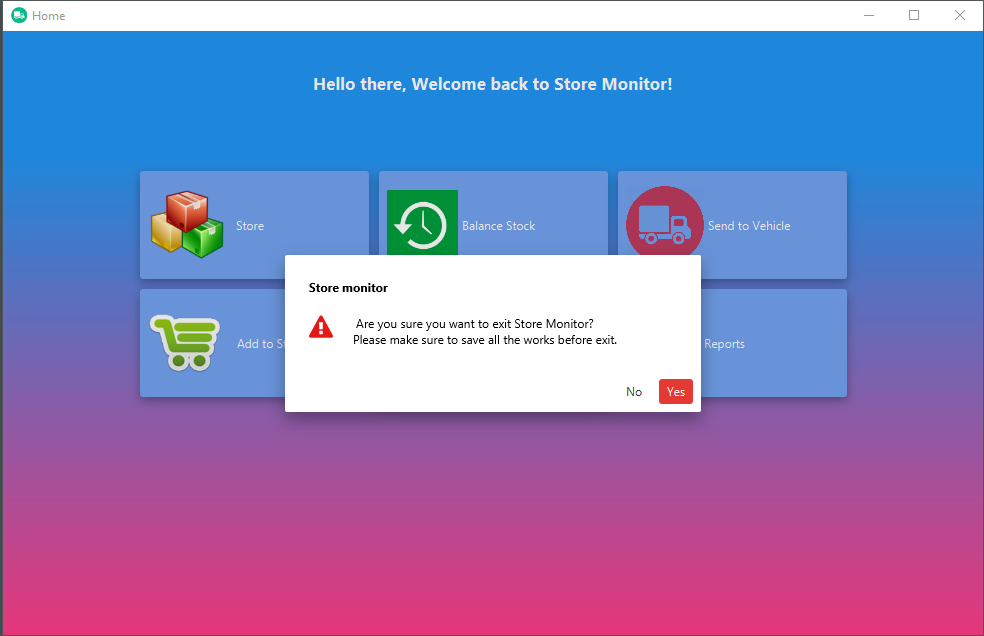 Home
Hello there, Welcome back to Store Monitor!
Store
Balance Stock
Send to Vehicle
Add to
Reports
Store monitor
Are you sure you want to exit Store Monitor?
Please make sure to save all the works before exit.
No
Yes